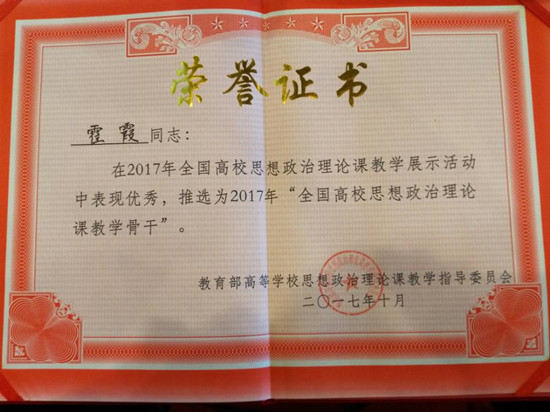 荣誉证书
霍霞同志：
在2017年全国高校思想政治理论课教学展示活动
中表现优秀，推选为2017年“全国高校思想政治理论
课教学骨干”。
教育部高等学校思想政治理论课教学指导委员会
二〇一七年十月